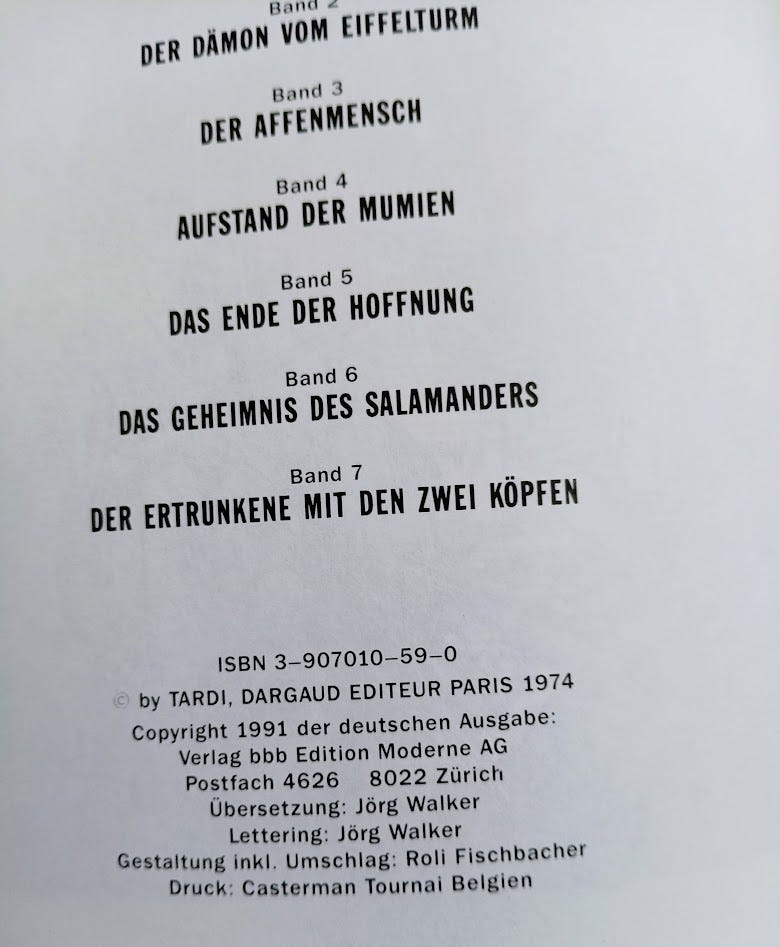 Band 2
DER DÄMON VOM EIFFELTURM
Band 3
DER AFFENMENSCH
Band 4
AUFSTAND DER MUMIEN
Band 5
DAS ENDE DER HOFFNUNG
Band 6
DAS GEHEIMNIS DES SALAMANDERS
Band 7
DER ERTRUNKENE MIT DEN ZWEI KÖPFEN
ISBN 3–907010–59–0
© by TARDI, DARGAUD EDITEUR PARIS 1974
Copyright 1991 der deutschen Ausgabe:
Verlag bbb Edition Moderne AG
Postfach 4626 8022 Zürich
Übersetzung: Jörg Walker
Lettering: Jörg Walker
Gestaltung inkl. Umschlag: Roli Fischbacher
Druck: Casterman Tournai Belgien